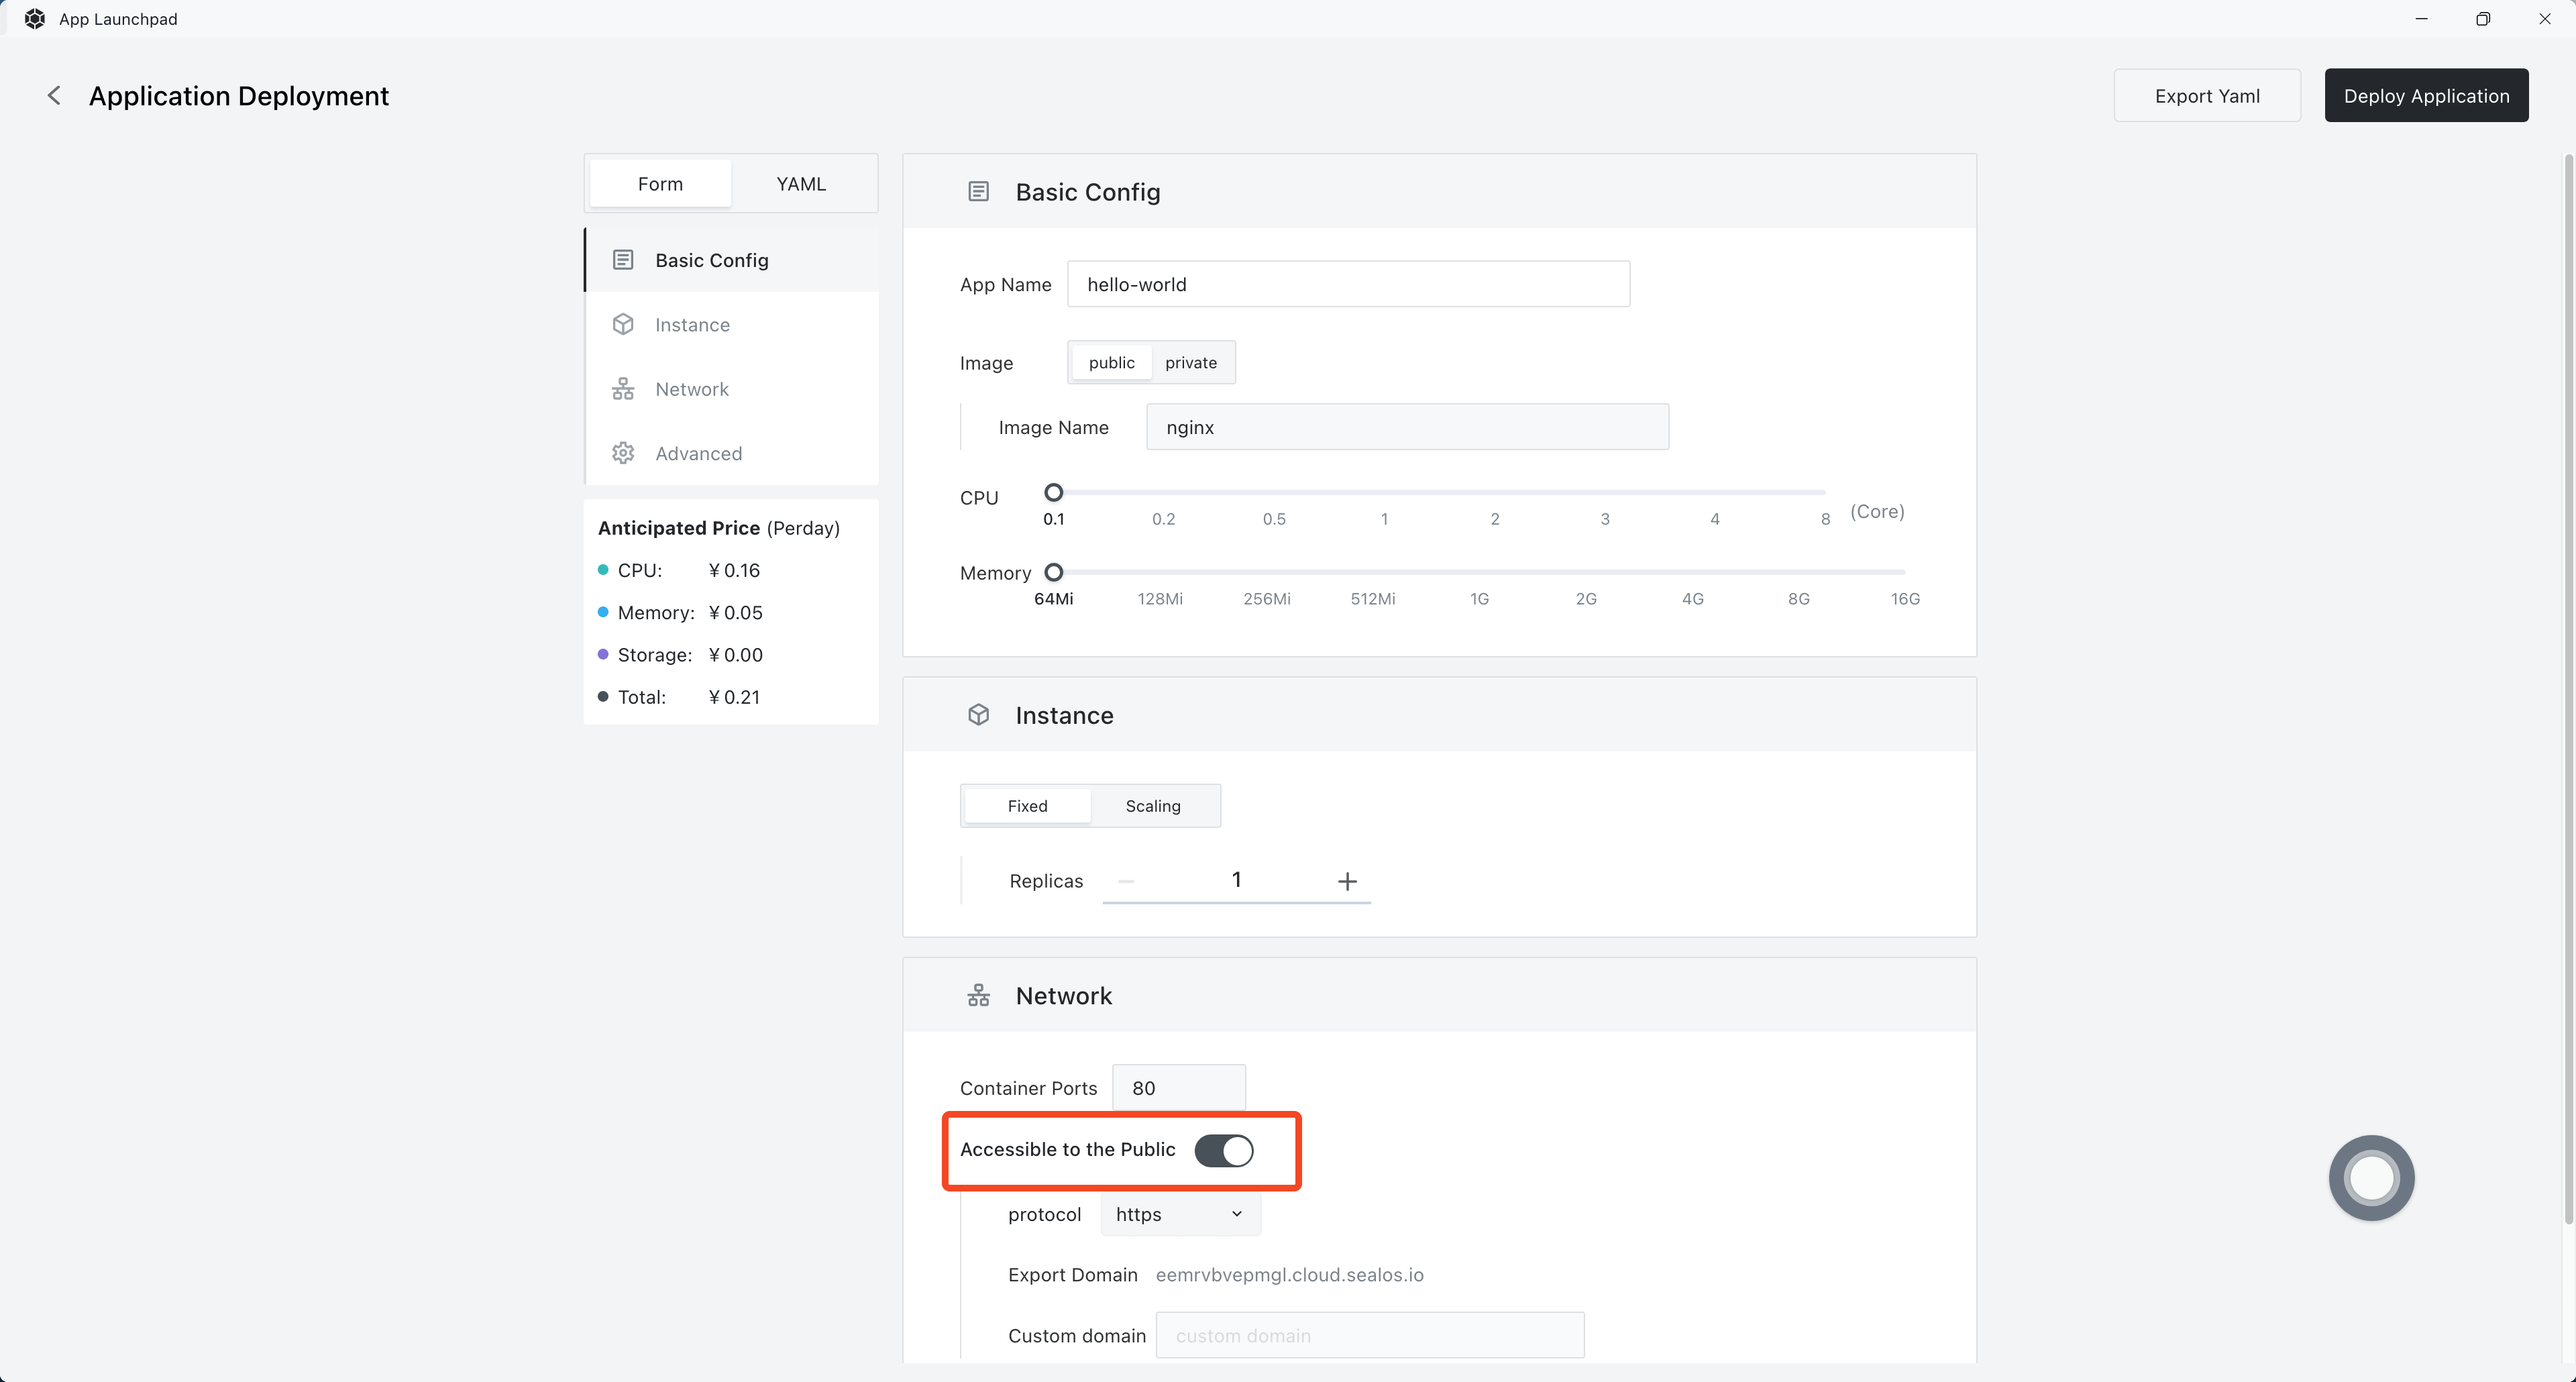 App Launchpad
Application Deployment
Export Yaml
Deploy Application
Form
YAML
Basic Config
Instance
Network
Advanced
Anticipated Price (Perday)
CPU: ¥ 0.16
Memory: ¥ 0.05
Storage: ¥ 0.00
Total: ¥ 0.21
Basic Config
App Name hello-world
Image public private
Image Name nginx
CPU
0.1 0.2 0.5 1 2 3 4 8 (Core)
Memory
64Mi 128Mi 256Mi 512Mi 1G 2G 4G 8G 16G
Instance
Fixed Scaling
Replicas 1
Network
Container Ports 80
Accessible to the Public
protocol https
Export Domain eemrvbvepmgl.cloud.sealos.io
Custom domain custom domain